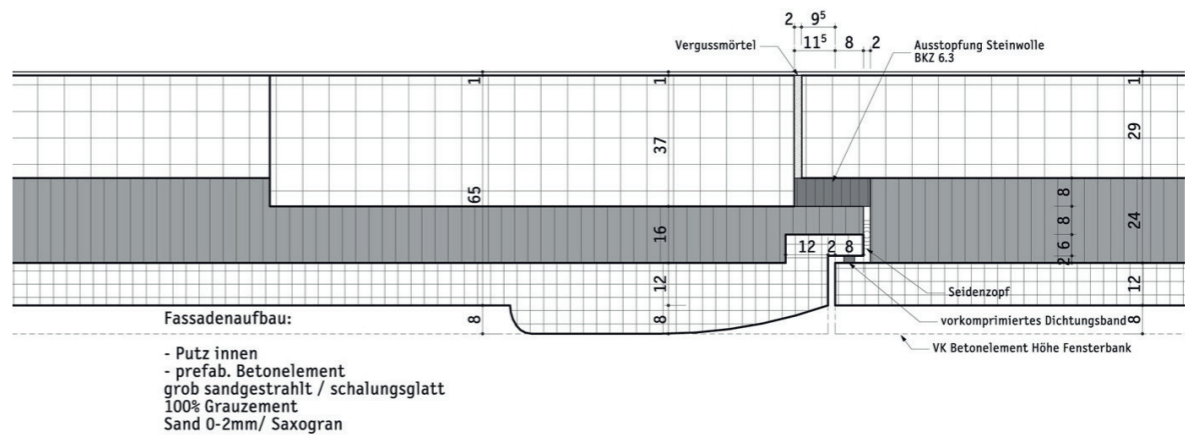 2 9⁵
Vergussmörtel 11⁵ 8 2 Ausstopfung Steinwolle
BKZ 6.3
1 1 1
37 29
65 8
16 8 24
12 2 8 6
2
12 12
Seidenzopf
8 8 vorkomprimiertes Dichtungsband 8
VK Betonelement Höhe Fensterbank
Fassadenaufbau:
- Putz innen
- prefab. Betonelement
grob sandgestrahlt / schalungsglatt
100% Grauzement
Sand 0-2mm/ Saxogran